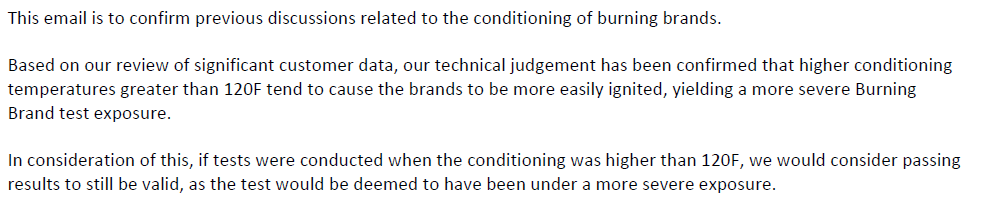 This email is to confirm previous discussions related to the conditioning of burning brands.
Based on our review of significant customer data, our technical judgement has been confirmed that higher conditioning
temperatures greater than 120F tend to cause the brands to be more easily ignited, yielding a more severe Burning
Brand test exposure.
In consideration of this, if tests were conducted when the conditioning was higher than 120F, we would consider passing
results to still be valid, as the test would be deemed to have been under a more severe exposure.